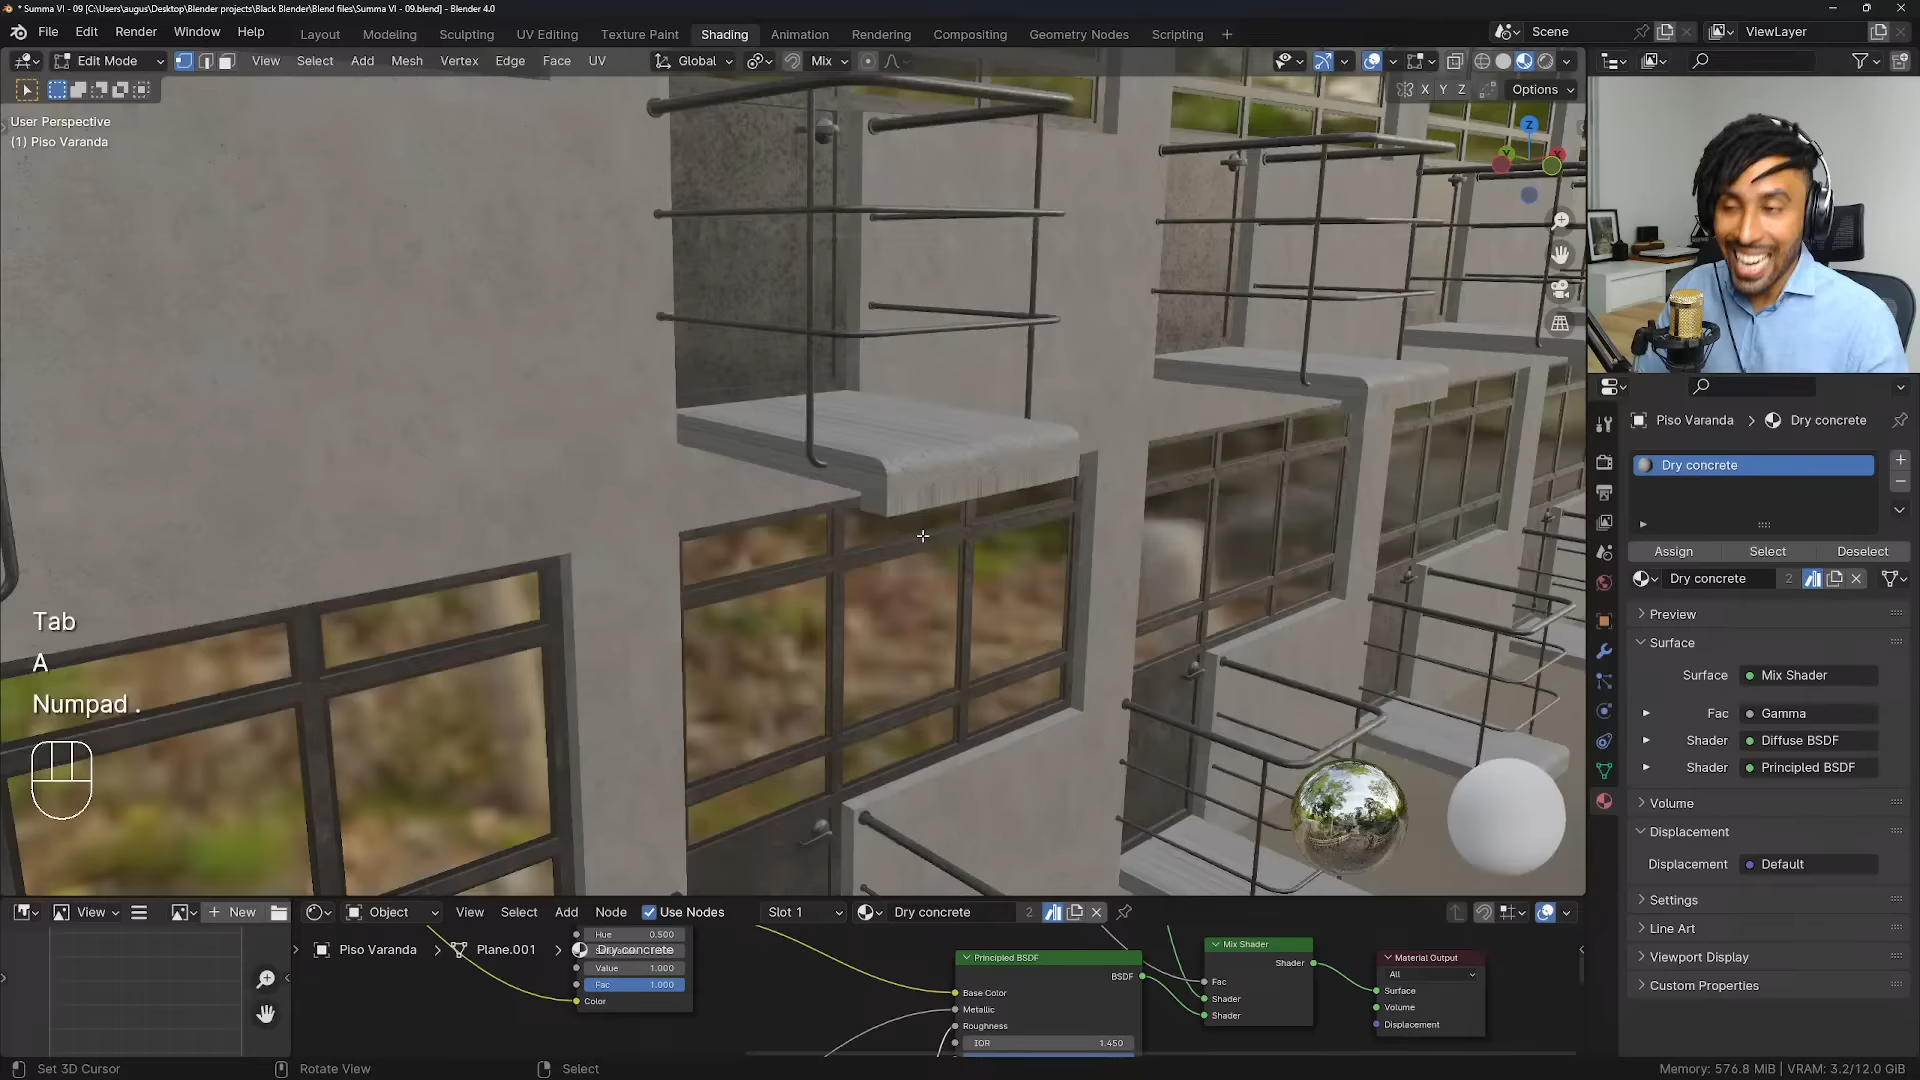 * Summa VI - 09 [C:\Users\augus\Desktop\Blender projects\Black Blender\Blend files\Summa VI - 09.blend] - Blender 4.0
File Edit Render Window Help
Layout Modeling Sculpting UV Editing Texture Paint Shading Animation Rendering Compositing Geometry Nodes Scripting +
Scene
ViewLayer
Edit Mode
View Select Add Mesh Vertex Edge Face UV
Global
Mix
X Y Z
Options
User Perspective
(1) Piso Varanda
Z
Y
X
Tab
A
Numpad .
Piso Varanda > Dry concrete
Dry concrete
Assign Select Deselect
Dry concrete 2
Preview
Surface
Surface Mix Shader
Fac Gamma
Shader Diffuse BSDF
Shader Principled BSDF
Volume
Displacement
Displacement Default
Settings
Line Art
Viewport Display
Custom Properties
View
New
Object
View Select Add Node Use Nodes
Slot 1
Dry concrete 2
Piso Varanda > Plane.001 > Dry concrete
Hue 0.500
Value 1.000
Fac 1.000
Color
Principled BSDF
BSDF
Base Color
Metallic
Roughness
IOR 1.450
Mix Shader
Shader
Fac
Shader
Shader
Material Output
All
Surface
Volume
Displacement
Set 3D Cursor
Rotate View
Select
Memory: 576.8 MiB | VRAM: 3.2/12.0 GiB